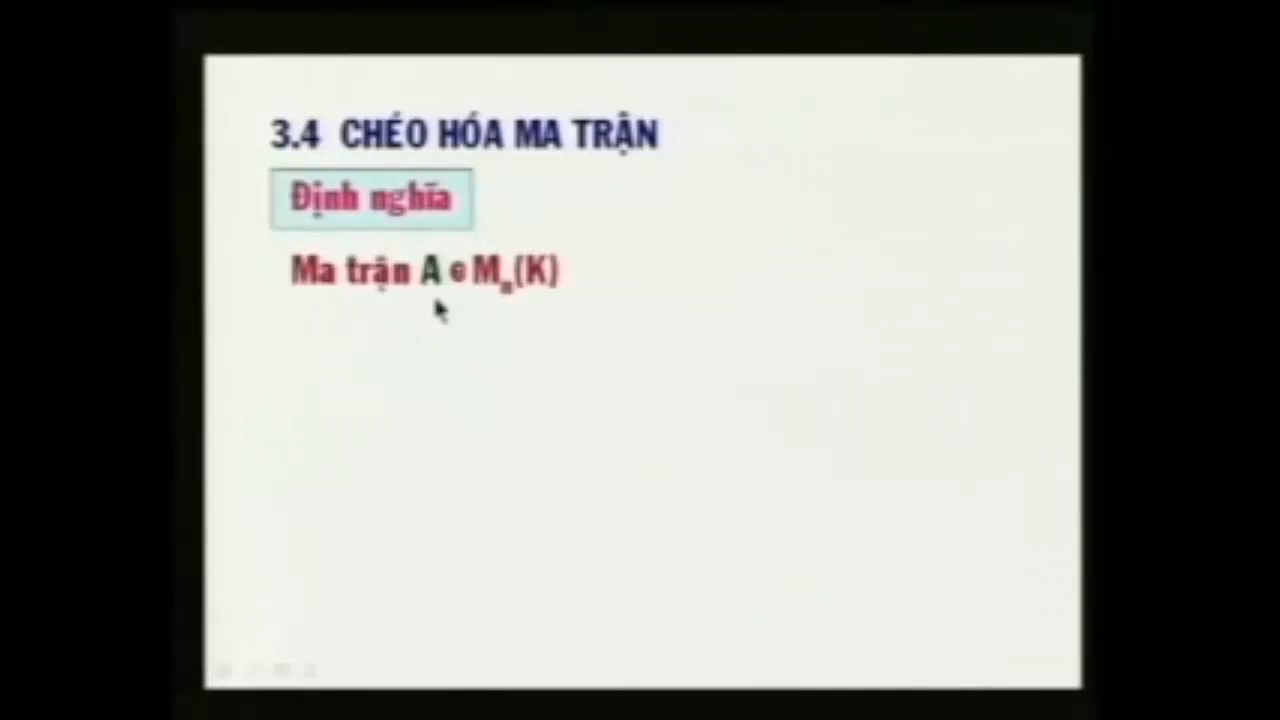 3.4 CHÉO HÓA MA TRẬN
Định nghĩa
Ma trận A ∈ Mn(K)